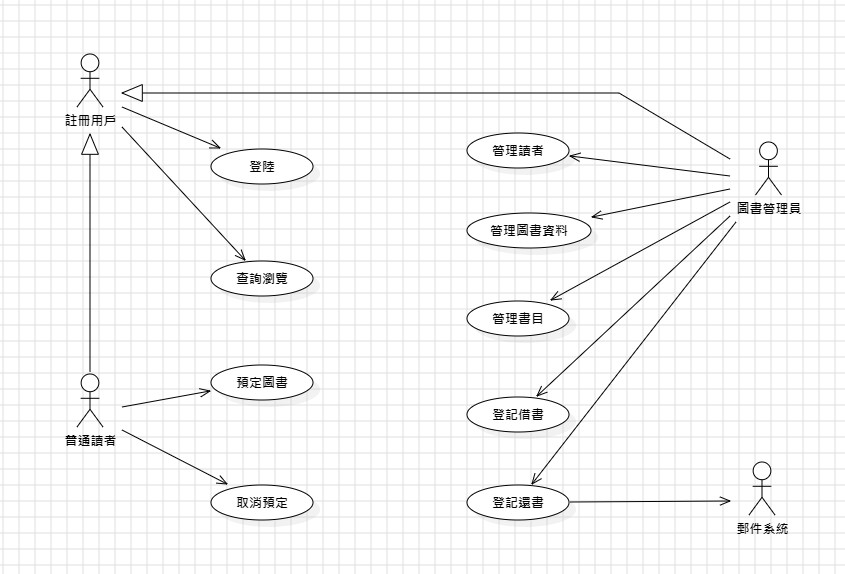 註冊用戶
登陸
管理讀者
圖書管理員
管理圖書資料
查詢瀏覽
管理書目
預定圖書
普通讀者
登記借書
取消預定
登記還書
郵件系統